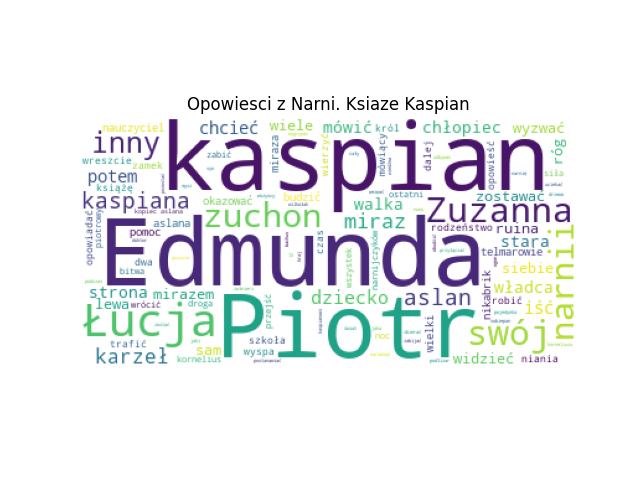 Opowiesci z Narni. Ksiaze Kaspian
nauczyciel
chcieć
wiele
mówić
król
chłopiec
wyzwać
kaspian
inny
zabić
miraza
wierzyć
mówiący
dalej
opowieść
róg
wreszcie
zamek
potem
książę
okazować
budzić
ostatni
zostawać
siła
kaspiana
zuchon
walka
Zuzanna
opowiadać
piotrowy
pomoc
kopiec aslana
aslana
miraz
rodzeństwo
ruina
Edmunda
czas
wszystek
narnijczyków
stara
telmarowie
narnii
dwa
bitwa
siebie
strona
mirazem
dziecko
aslan
nikabrik
władca
robić
lewa
wrócić
droga
przejść
Piotr
wielki
iść
Łucja
swój
trafić
szkoła
noc
karzeł
kornelius
sam
wyspa
widzieć
niania